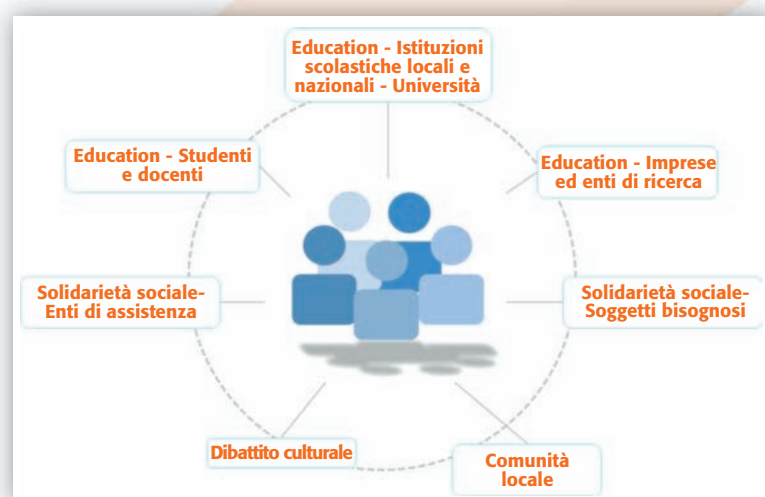 Education - Istituzioni
scolastiche locali e
nazionali - Università
Education - Studenti
e docenti
Education - Imprese
ed enti di ricerca
Solidarietà sociale-
Enti di assistenza
Solidarietà sociale-
Soggetti bisognosi
Dibattito culturale
Comunità
locale